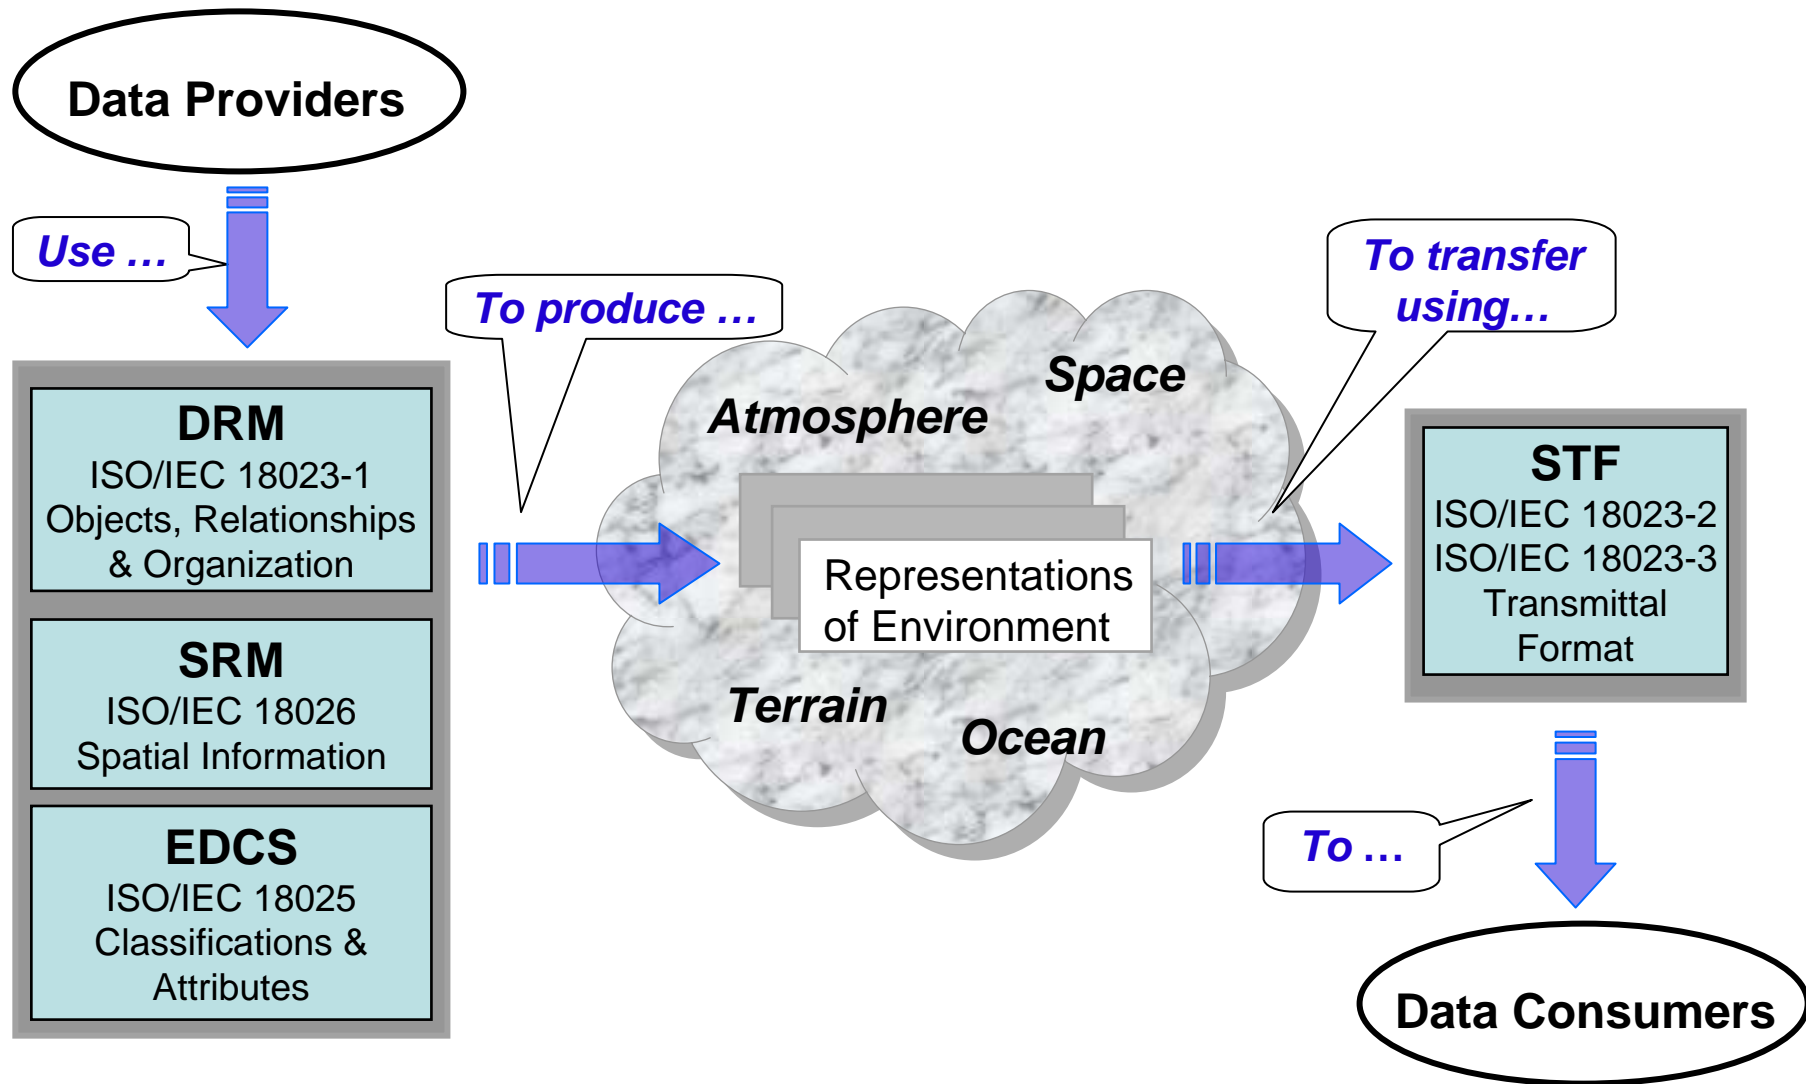 Data Providers
Use …
DRM
ISO/IEC 18023-1
Objects, Relationships
& Organization
SRM
ISO/IEC 18026
Spatial Information
EDCS
ISO/IEC 18025
Classifications &
Attributes
To produce …
Atmosphere
Space
Representations
of Environment
Terrain
Ocean
To transfer
using…
STF
ISO/IEC 18023-2
ISO/IEC 18023-3
Transmittal
Format
To …
Data Consumers